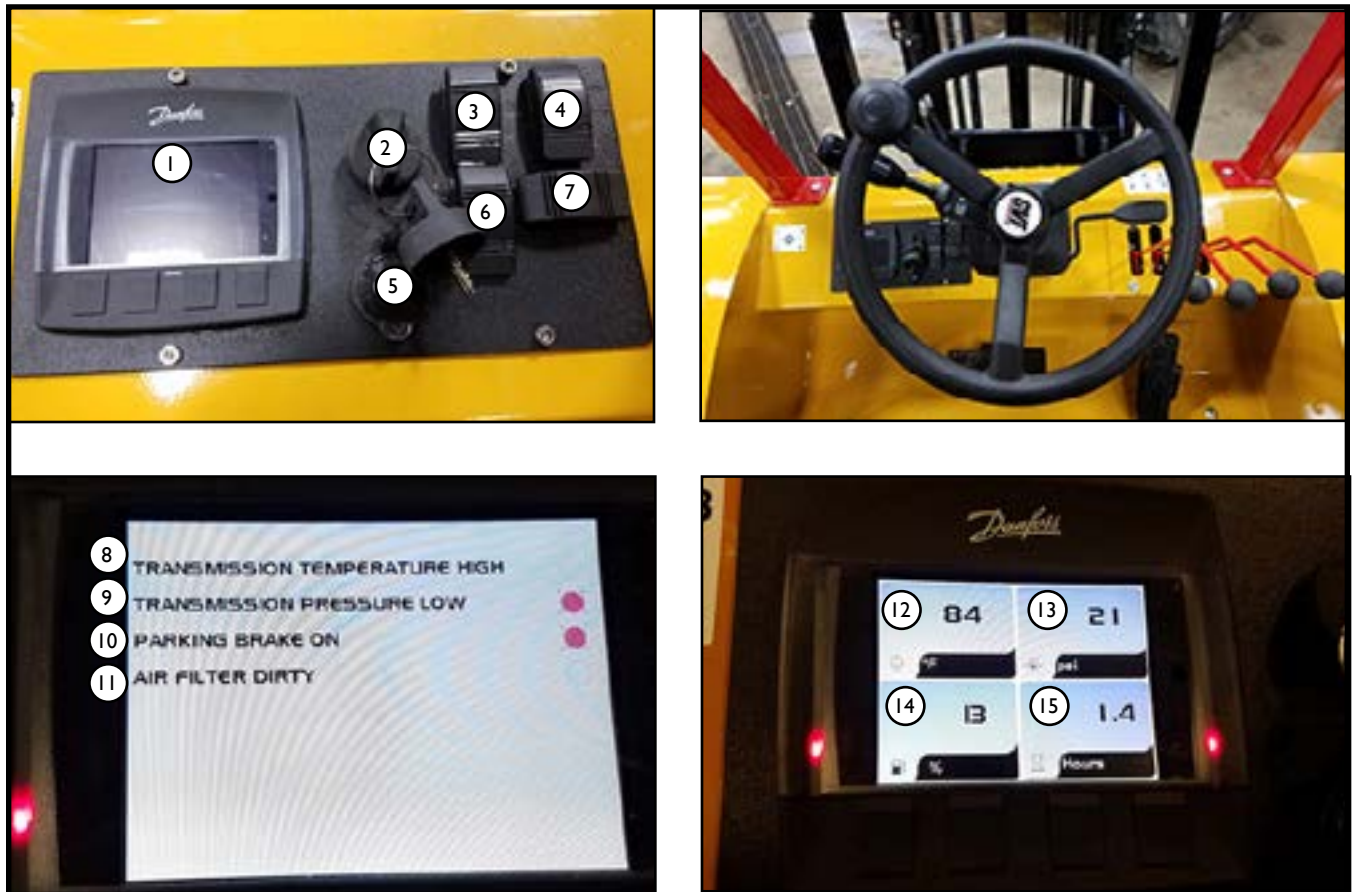 Danfoss
1
2
3
4
5
6
7
8 TRANSMISSION TEMPERATURE HIGH
9 TRANSMISSION PRESSURE LOW
10 PARKING BRAKE ON
11 AIR FILTER DIRTY
Danfoss
12 84
°F
13 21
psi
14 13
%
15 1.4
Hours